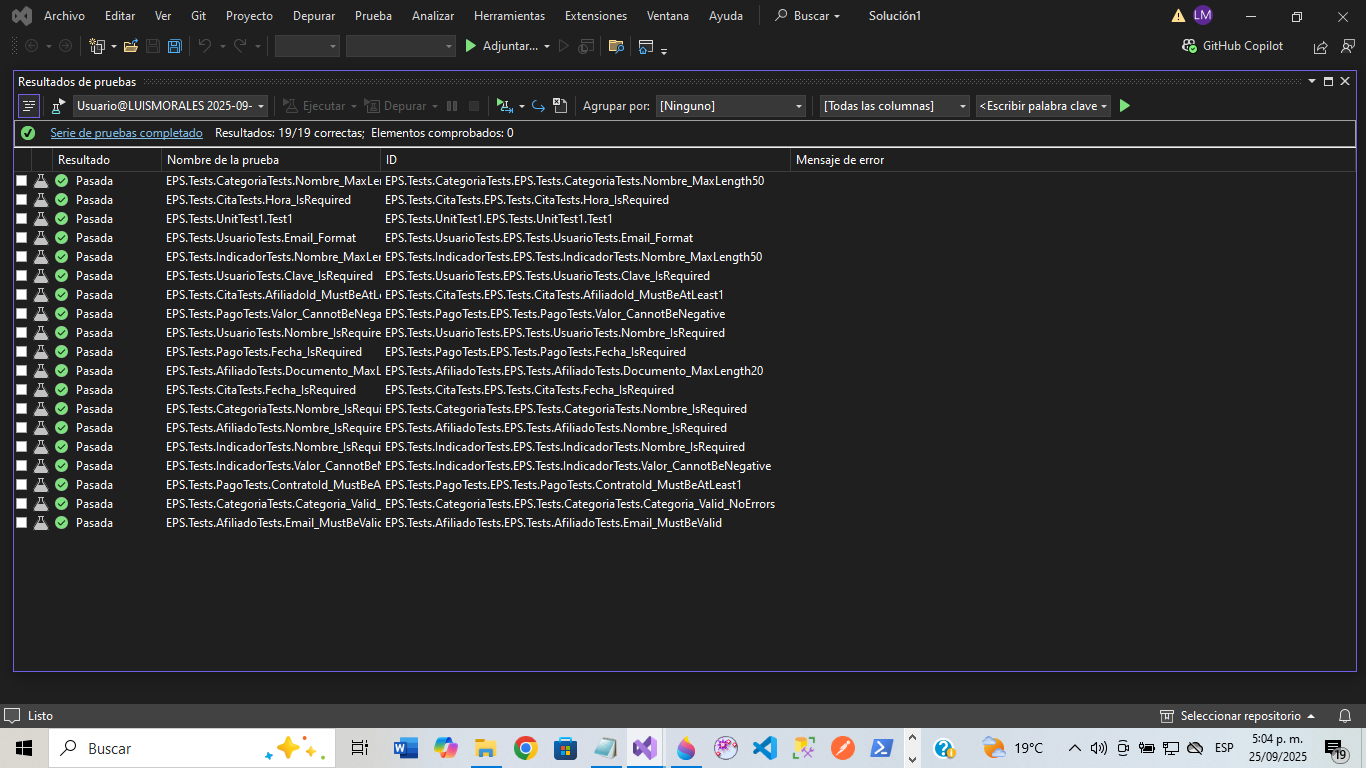 Archivo Editar Ver Git Proyecto Depurar Prueba Analizar Herramientas Extensiones Ventana Ayuda Buscar Solución1 LM
Adjuntar... GitHub Copilot
Resultados de pruebas
Usuario@LUISMORALES 2025-09- Ejecutar Depurar Agrupar por: [Ninguno] [Todas las columnas] <Escribir palabra clave
Serie de pruebas completado Resultados: 19/19 correctas; Elementos comprobados: 0
Resultado Nombre de la prueba ID Mensaje de error
Pasada EPS.Tests.CategoriaTests.Nombre_MaxLen EPS.Tests.CategoriaTests.EPS.Tests.CategoriaTests.Nombre_MaxLength50
Pasada EPS.Tests.CitaTests.Hora_IsRequired EPS.Tests.CitaTests.EPS.Tests.CitaTests.Hora_IsRequired
Pasada EPS.Tests.UnitTest1.Test1 EPS.Tests.UnitTest1.EPS.Tests.UnitTest1.Test1
Pasada EPS.Tests.UsuarioTests.Email_Format EPS.Tests.UsuarioTests.EPS.Tests.UsuarioTests.Email_Format
Pasada EPS.Tests.IndicadorTests.Nombre_MaxLen EPS.Tests.IndicadorTests.EPS.Tests.IndicadorTests.Nombre_MaxLength50
Pasada EPS.Tests.UsuarioTests.Clave_IsRequired EPS.Tests.UsuarioTests.EPS.Tests.UsuarioTests.Clave_IsRequired
Pasada EPS.Tests.CitaTests.AfiliadoId_MustBeAtLe EPS.Tests.CitaTests.EPS.Tests.CitaTests.AfiliadoId_MustBeAtLeast1
Pasada EPS.Tests.PagoTests.Valor_CannotBeNega EPS.Tests.PagoTests.EPS.Tests.PagoTests.Valor_CannotBeNegative
Pasada EPS.Tests.UsuarioTests.Nombre_IsRequire EPS.Tests.UsuarioTests.EPS.Tests.UsuarioTests.Nombre_IsRequired
Pasada EPS.Tests.PagoTests.Fecha_IsRequired EPS.Tests.PagoTests.EPS.Tests.PagoTests.Fecha_IsRequired
Pasada EPS.Tests.AfiliadoTests.Documento_MaxL EPS.Tests.AfiliadoTests.EPS.Tests.AfiliadoTests.Documento_MaxLength20
Pasada EPS.Tests.CitaTests.Fecha_IsRequired EPS.Tests.CitaTests.EPS.Tests.CitaTests.Fecha_IsRequired
Pasada EPS.Tests.CategoriaTests.Nombre_IsRequi EPS.Tests.CategoriaTests.EPS.Tests.CategoriaTests.Nombre_IsRequired
Pasada EPS.Tests.AfiliadoTests.Nombre_IsRequire EPS.Tests.AfiliadoTests.EPS.Tests.AfiliadoTests.Nombre_IsRequired
Pasada EPS.Tests.IndicadorTests.Nombre_IsRequi EPS.Tests.IndicadorTests.EPS.Tests.IndicadorTests.Nombre_IsRequired
Pasada EPS.Tests.IndicadorTests.Valor_CannotBeN EPS.Tests.IndicadorTests.EPS.Tests.IndicadorTests.Valor_CannotBeNegative
Pasada EPS.Tests.PagoTests.ContratoId_MustBeA EPS.Tests.PagoTests.EPS.Tests.PagoTests.ContratoId_MustBeAtLeast1
Pasada EPS.Tests.CategoriaTests.Categoria_Valid_ EPS.Tests.CategoriaTests.EPS.Tests.CategoriaTests.Categoria_Valid_NoErrors
Pasada EPS.Tests.AfiliadoTests.Email_MustBeValid EPS.Tests.AfiliadoTests.EPS.Tests.AfiliadoTests.Email_MustBeValid
Listo Seleccionar repositorio
Buscar 19°C ESP 5:04 p. m.
25/09/2025 19